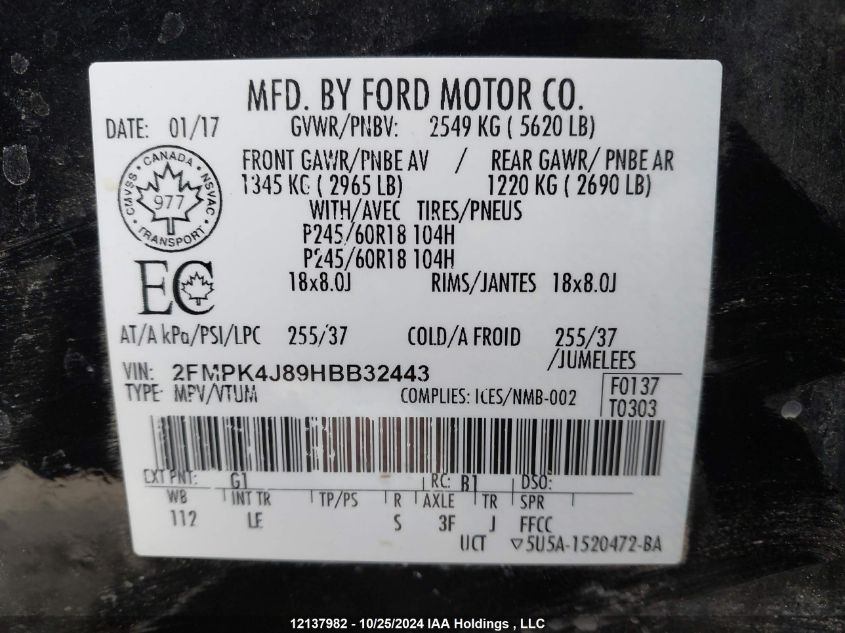 MFD. BY FORD MOTOR CO.
DATE: 01/17 GVWR/PNBV: 2549 KG ( 5620 LB)
FRONT GAWR/PNBE AV / REAR GAWR/ PNBE AR
1345 KG ( 2965 LB) 1220 KG ( 2690 LB)
WITH/AVEC TIRES/PNEUS
P245/60R18 104H
P245/60R18 104H
18x8.0J RIMS/JANTES 18x8.0J
CANADA
CMVSS 977 NSVAC
TRANSPORT
EC
AT/A kPa/PSI/LPC 255/37 COLD/A FROID 255/37
/JUMELEES
VIN: 2FMPK4J89HBB32443
TYPE: MPV/VTUM COMPLIES: ICES/NMB-002
F0137
T0303
EXT PNT: G1 RC: B1 DSO:
WB INT TR TP/PS R AXLE TR SPR
112 LE S 3F J FFCC
UCT ▽5U5A-1520472-BA
12137982 - 10/25/2024 IAA Holdings , LLC